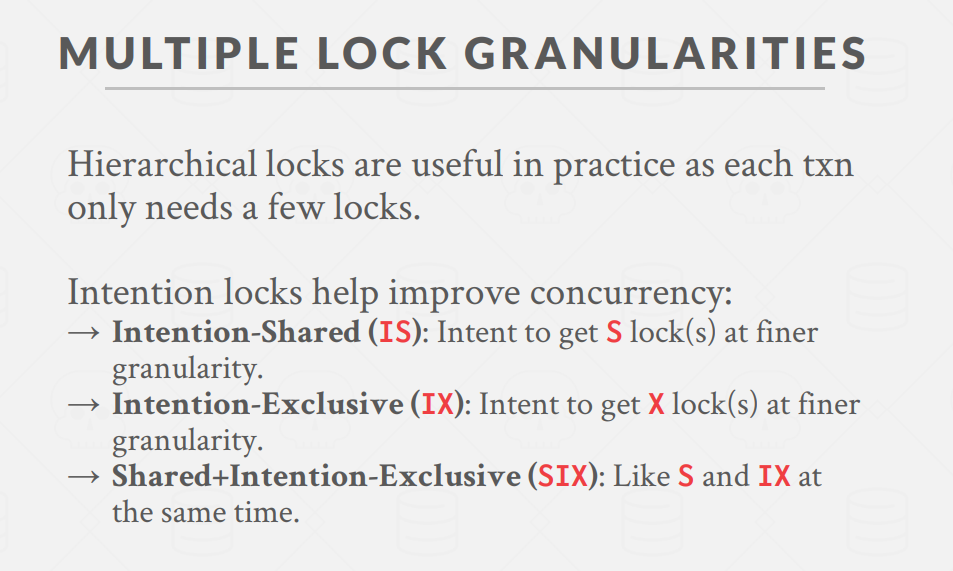 MULTIPLE LOCK GRANULARITIES
Hierarchical locks are useful in practice as each txn
only needs a few locks.
Intention locks help improve concurrency:
→ Intention-Shared (IS): Intent to get S lock(s) at finer
granularity.
→ Intention-Exclusive (IX): Intent to get X lock(s) at finer
granularity.
→ Shared+Intention-Exclusive (SIX): Like S and IX at
the same time.